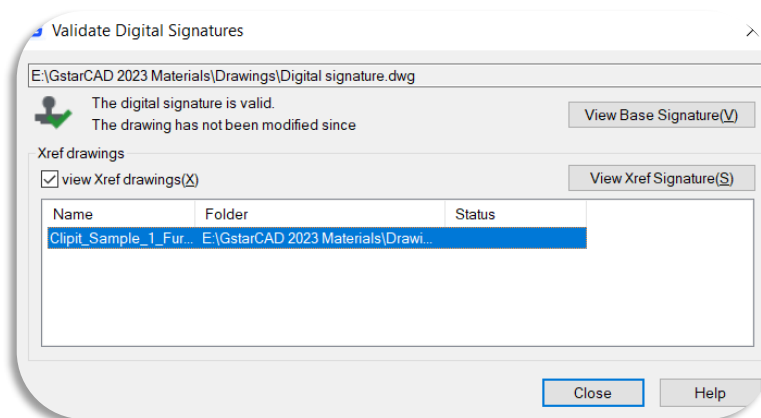 Validate Digital Signatures
E:\GstarCAD 2023 Materials\Drawings\Digital signature.dwg
The digital signature is valid.
The drawing has not been modified since
View Base Signature(V)
Xref drawings
view Xref drawings(X)
View Xref Signature(S)
Name Folder Status
Clipit_Sample_1_Fur... E:\GstarCAD 2023 Materials\Drawi...
Close Help